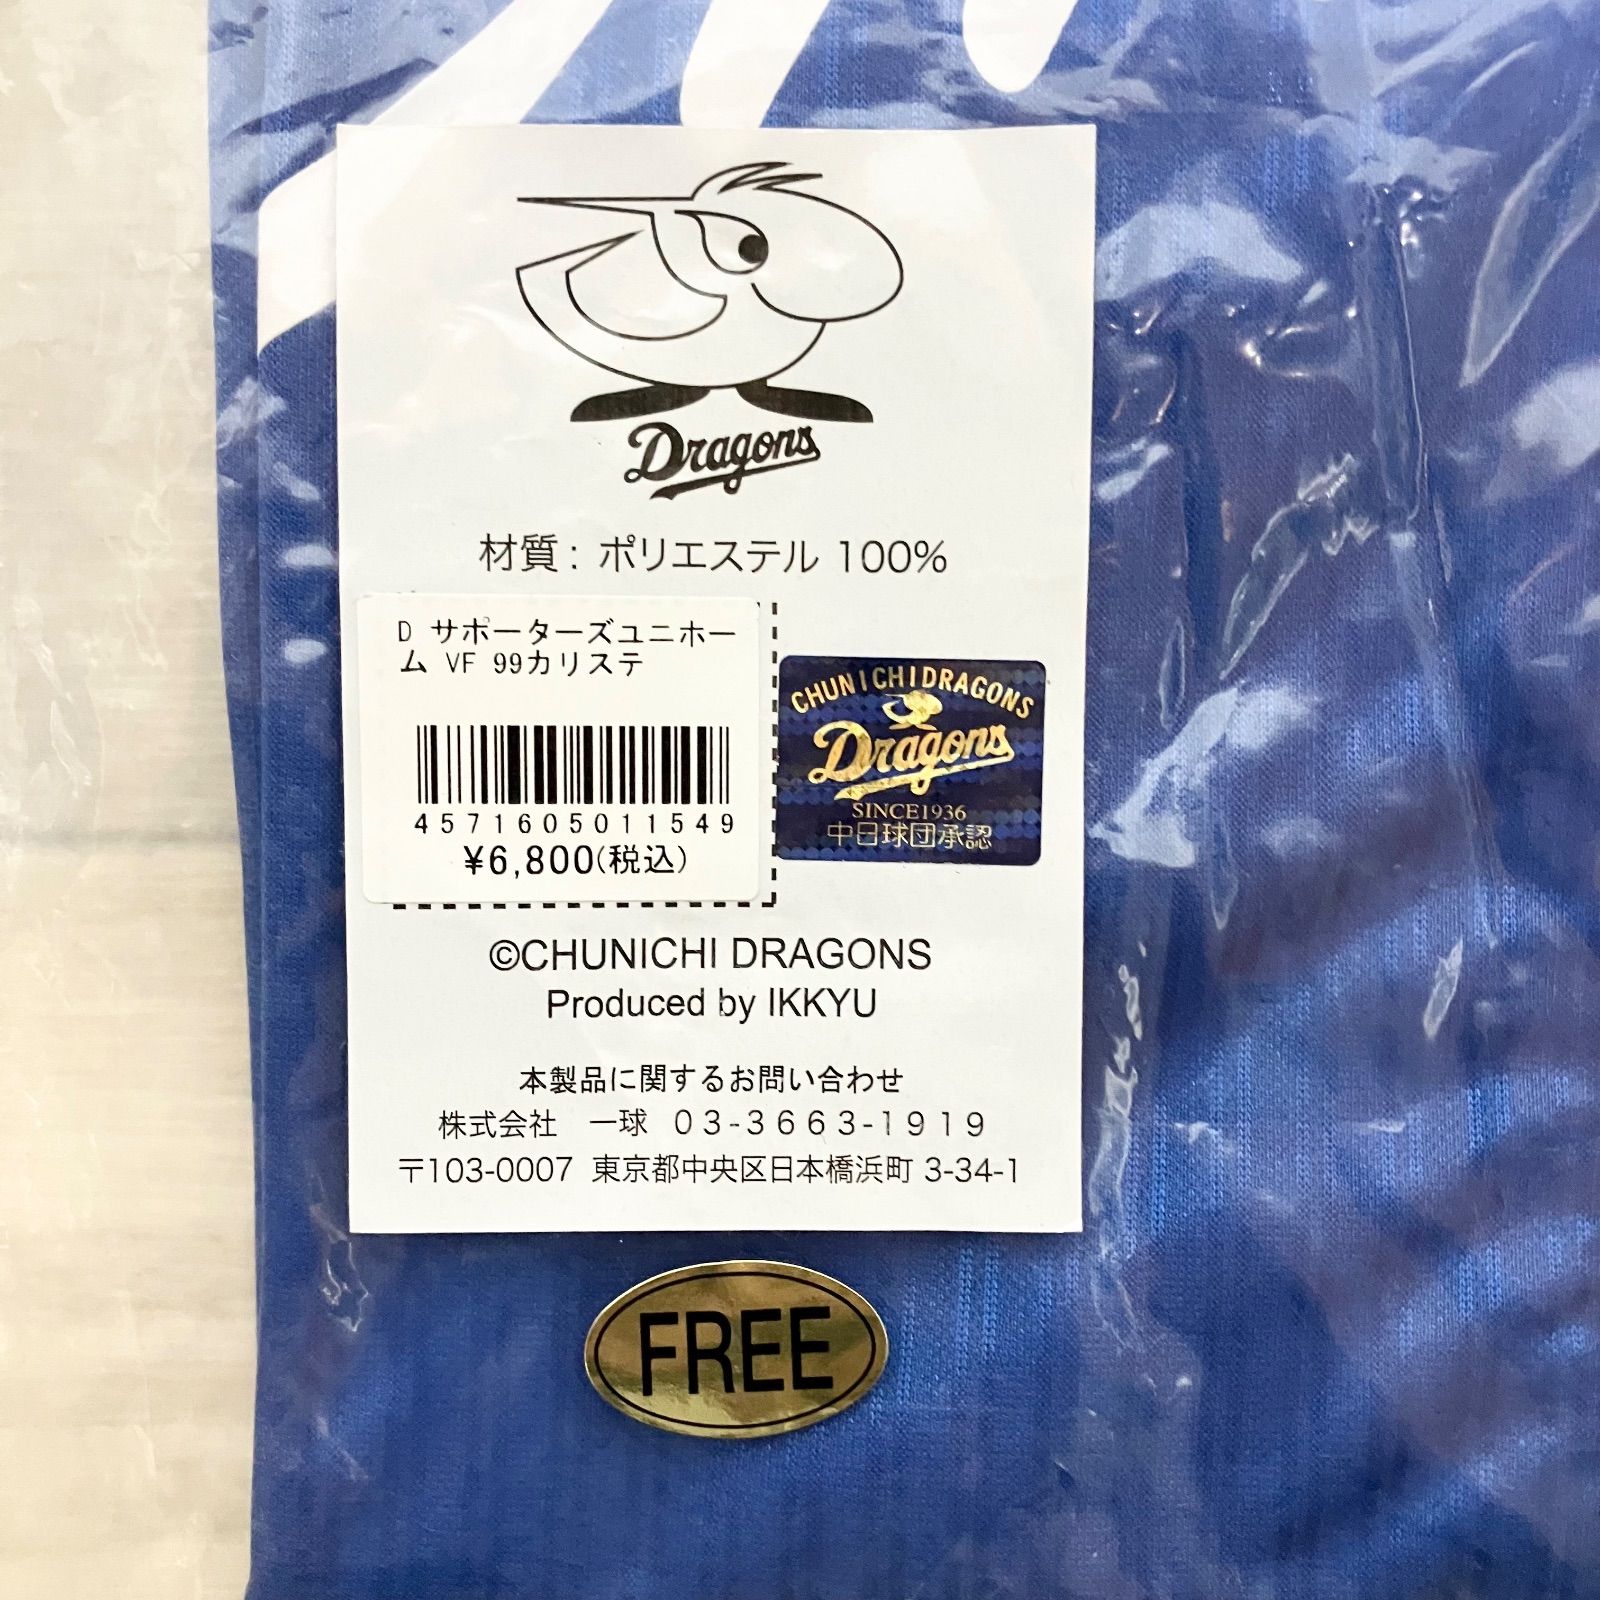 Dragons
材質: ポリエステル 100%
D サポーターズユニホー
ム VF 99カリステ
4571605011549
¥6,800(税込)
CHUNICHI DRAGONS
Dragons
SINCE1936
中日球団承認
©CHUNICHI DRAGONS
Produced by IKKYU
本製品に関するお問い合わせ
株式会社　一球 03-3663-1919
〒103-0007 東京都中央区日本橋浜町 3-34-1
FREE